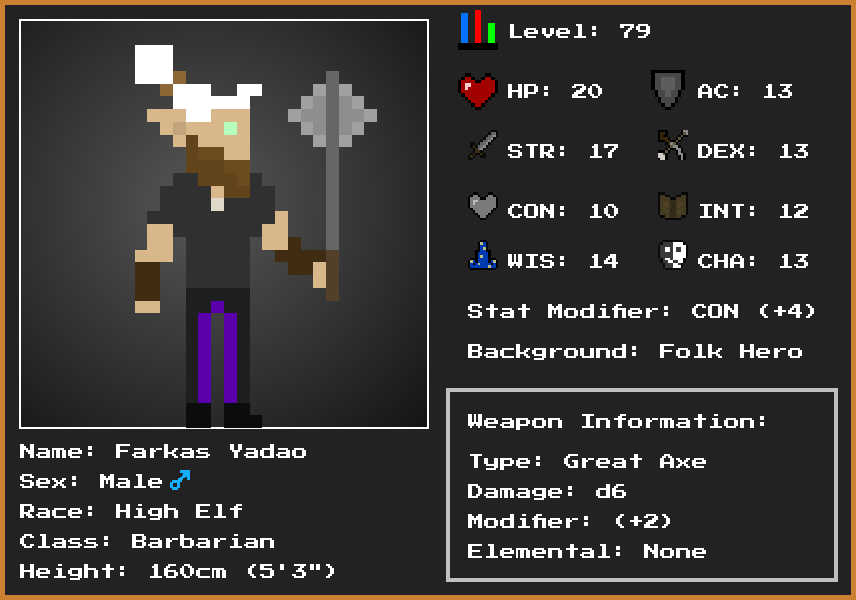 Level: 79
HP: 20 AC: 13
STR: 17 DEX: 13
CON: 10 INT: 12
WIS: 14 CHA: 13
Stat Modifier: CON (+4)
Background: Folk Hero
Weapon Information:
Type: Great Axe
Damage: d6
Modifier: (+2)
Elemental: None
Name: Farkas Yadao
Sex: Male♂
Race: High Elf
Class: Barbarian
Height: 160cm (5'3")